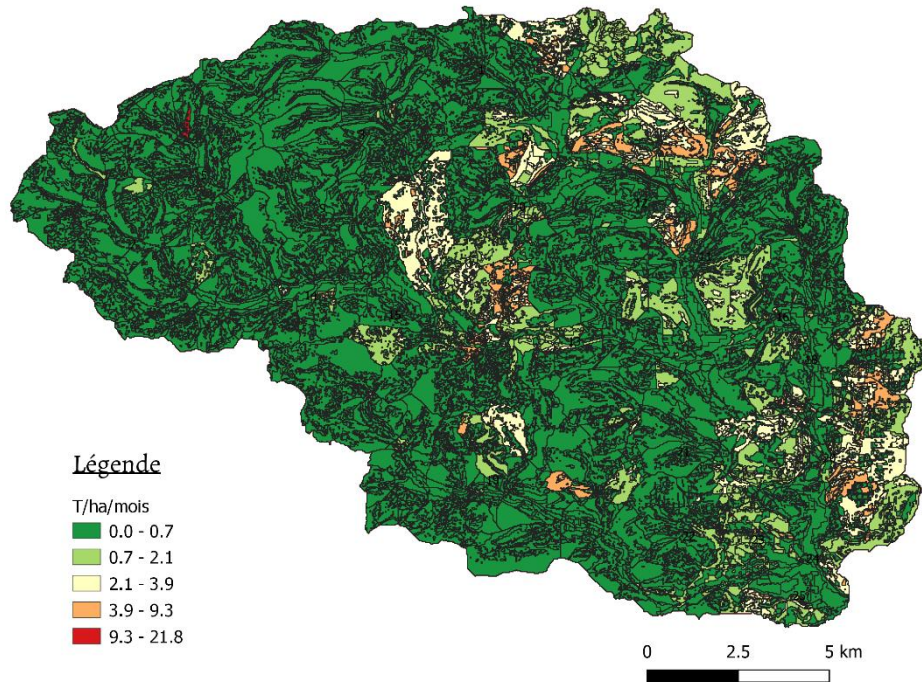 Légende
T/ha/mois
0.0 - 0.7
0.7 - 2.1
2.1 - 3.9
3.9 - 9.3
9.3 - 21.8
0 2.5 5 km